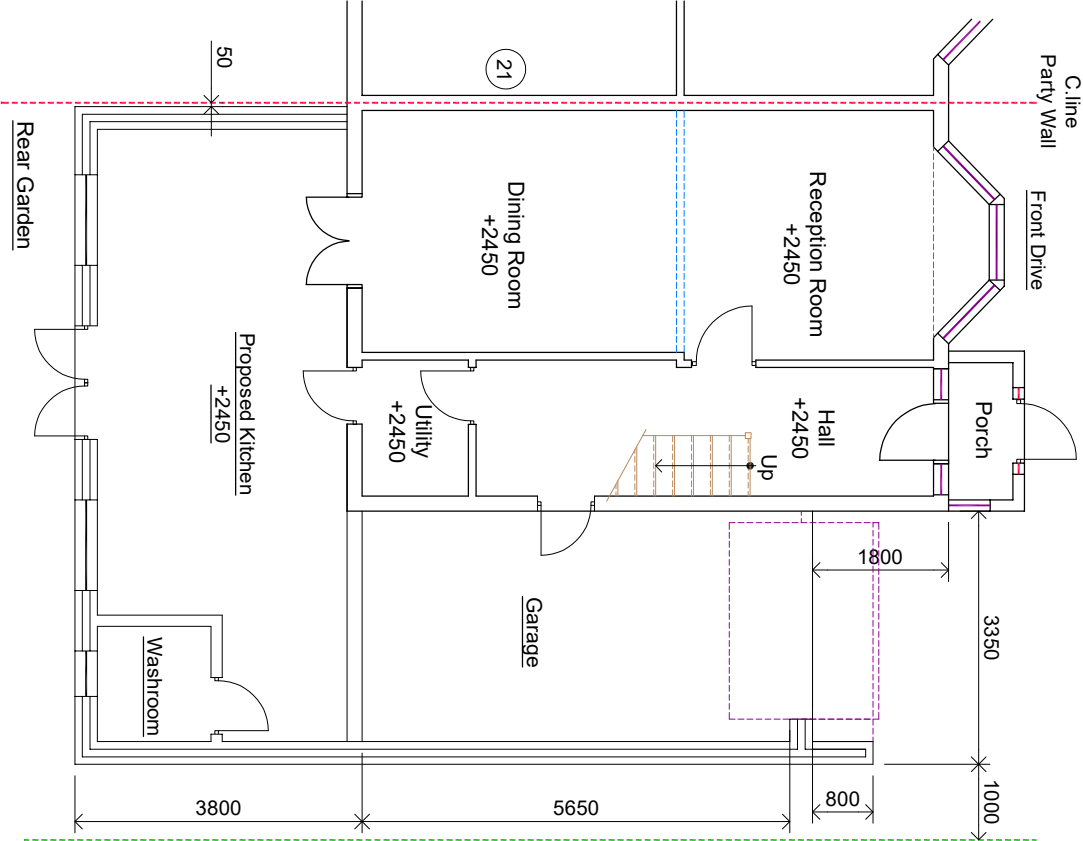 C.line
Party Wall
Front Drive
21
50
Rear Garden
Reception Room
+2450
Dining Room
+2450
Proposed Kitchen
+2450
Utility
+2450
Hall
+2450
Porch
Up
1800
3350
Garage
Washroom
3800
5650
800
1000